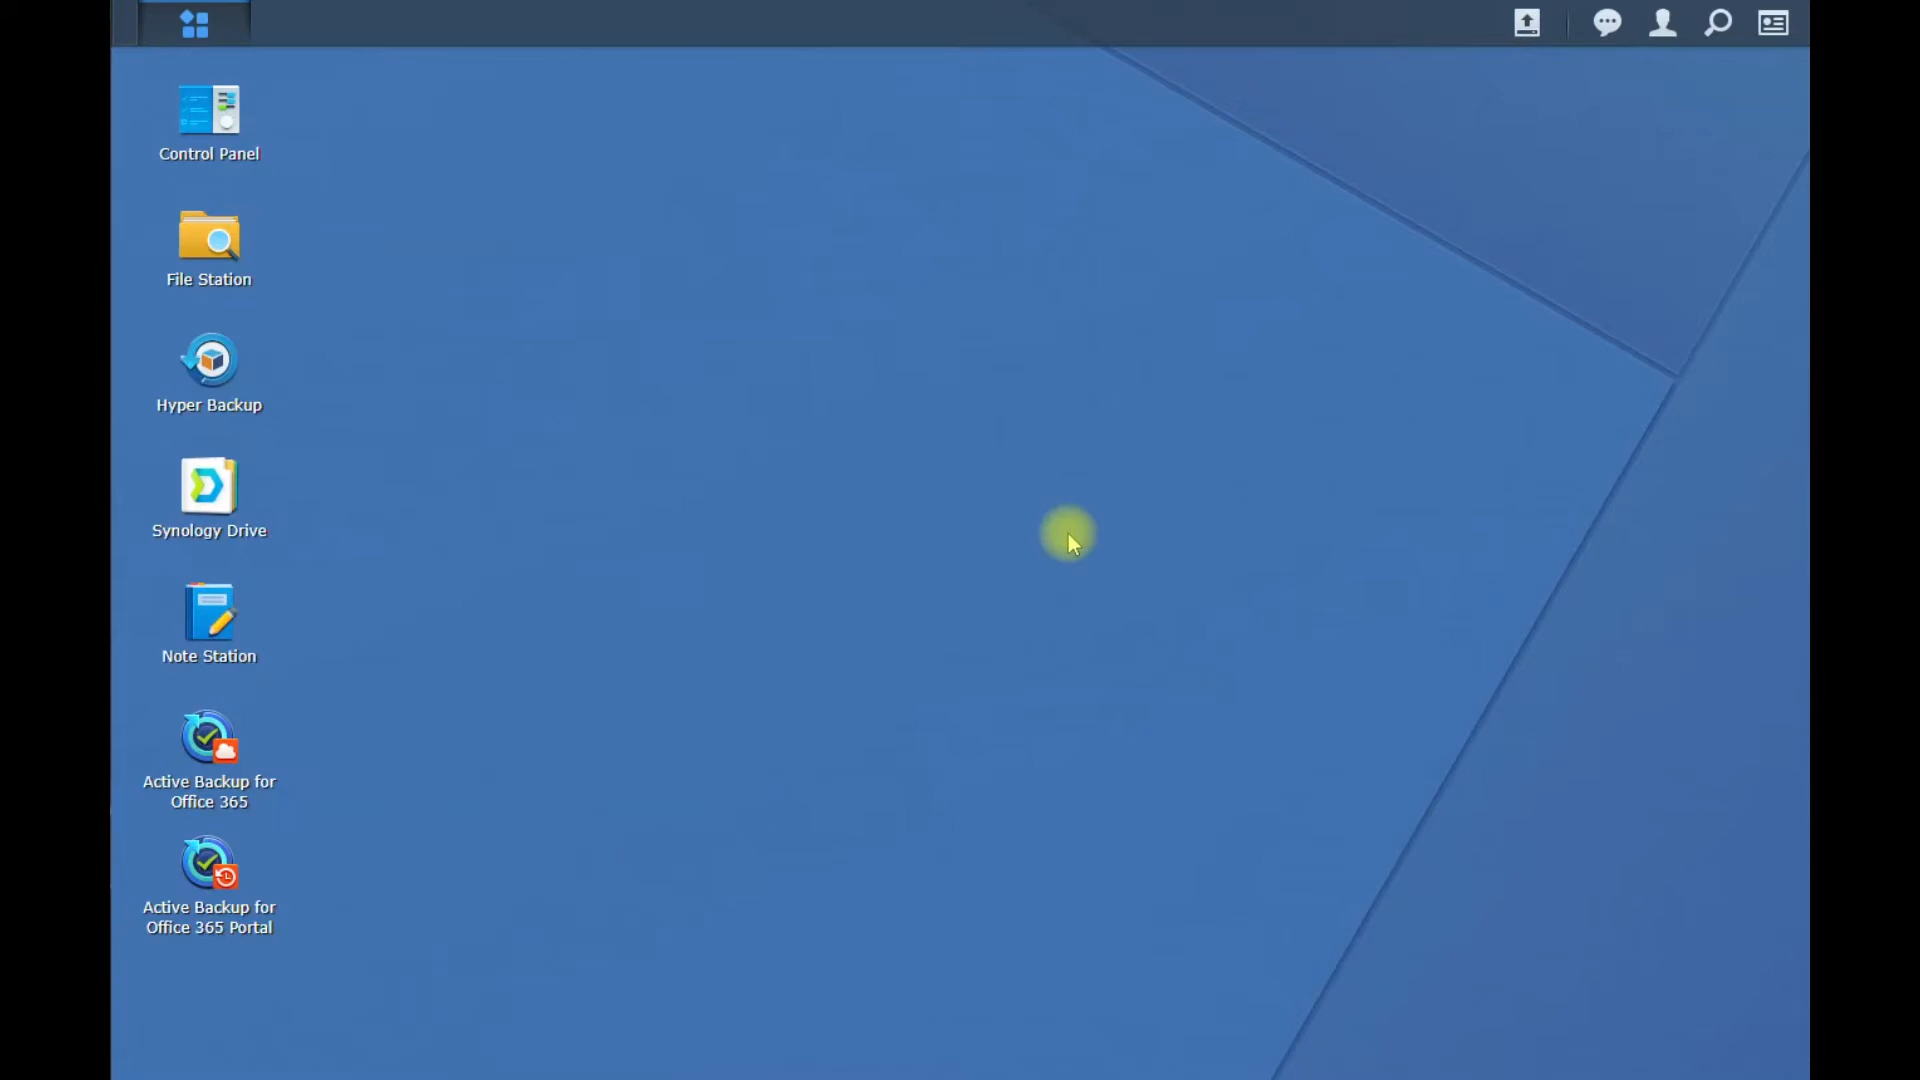 Control Panel
File Station
Hyper Backup
Synology Drive
Note Station
Active Backup for
Office 365
Active Backup for
Office 365 Portal